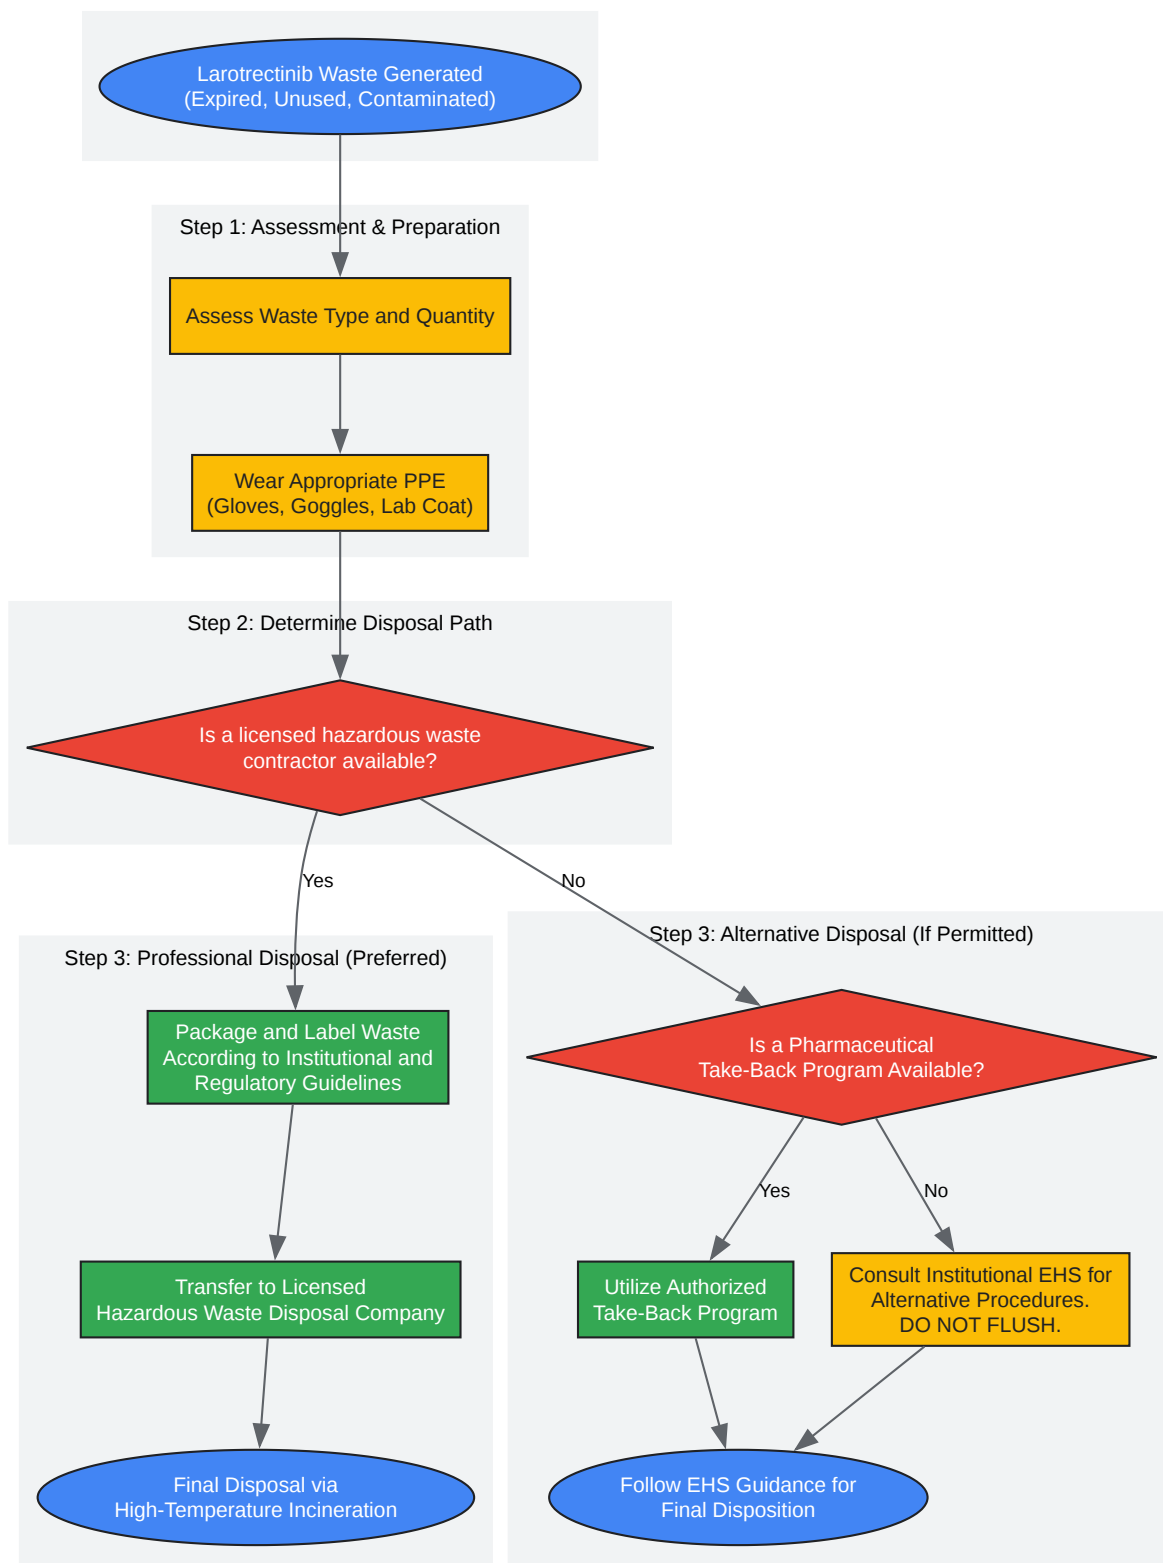 Larotrectinib Waste Generated
(Expired, Unused, Contaminated)
Step 1: Assessment & Preparation
Assess Waste Type and Quantity
Wear Appropriate PPE
(Gloves, Goggles, Lab Coat)
Step 2: Determine Disposal Path
Is a licensed hazardous waste
contractor available?
Yes
No
Step 3: Professional Disposal (Preferred)
Package and Label Waste
According to Institutional and
Regulatory Guidelines
Transfer to Licensed
Hazardous Waste Disposal Company
Final Disposal via
High-Temperature Incineration
Step 3: Alternative Disposal (If Permitted)
Is a Pharmaceutical
Take-Back Program Available?
Yes
No
Utilize Authorized
Take-Back Program
Consult Institutional EHS for
Alternative Procedures.
DO NOT FLUSH.
Follow EHS Guidance for
Final Disposition